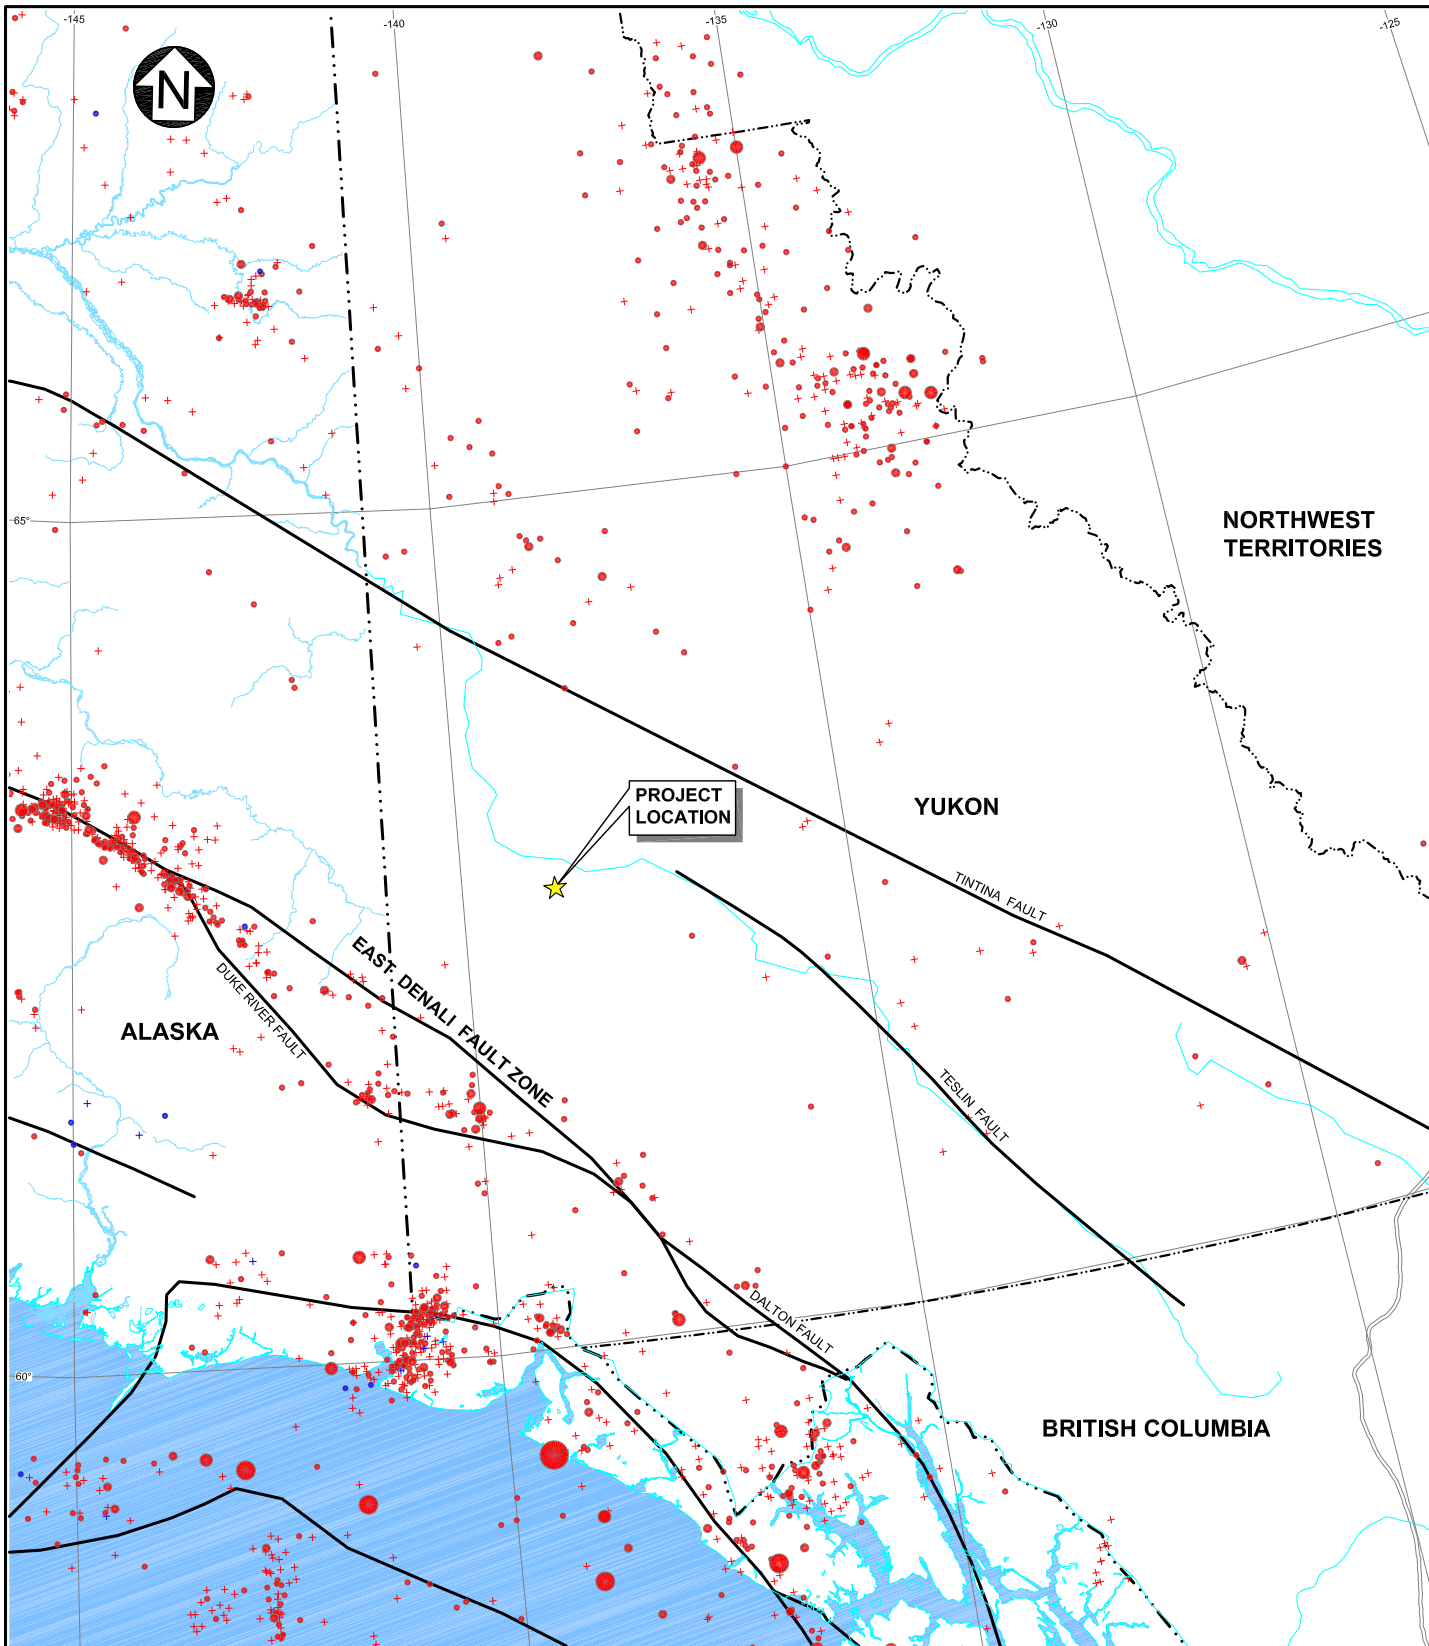 -145
-140
-135
-130
-125
N
65°
NORTHWEST
TERRITORIES
PROJECT
LOCATION
YUKON
TINTINA FAULT
EAST DENALI FAULT ZONE
DUKE RIVER FAULT
ALASKA
TESLIN FAULT
DALTON FAULT
60°
BRITISH COLUMBIA